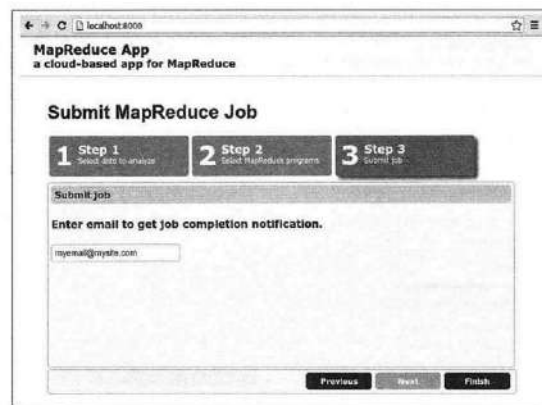 localhost:8000
MapReduce App
a cloud-based app for MapReduce
Submit MapReduce Job
1 Step 1
Select data to analyze
2 Step 2
Select MapReduce programs
3 Step 3
Submit job
Submit job
Enter email to get job completion notification.
myemail@mysite.com
Previous
Next
Finish